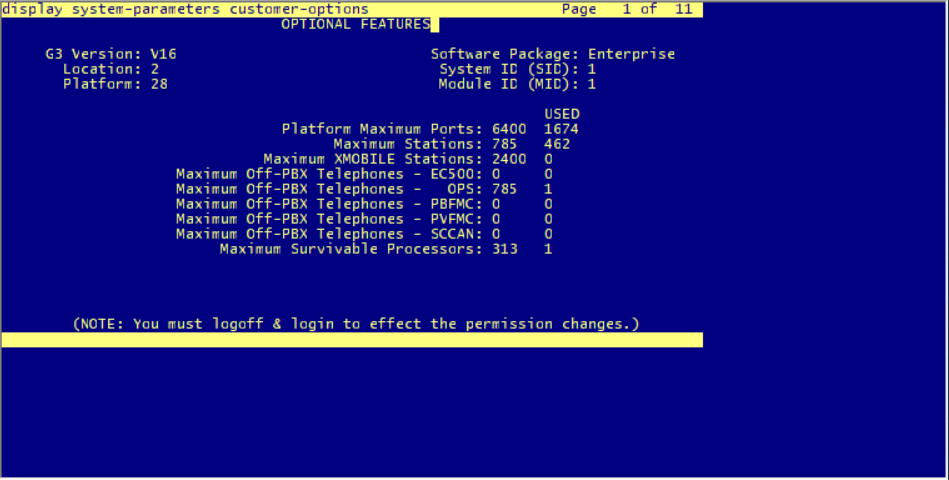 display system-parameters customer-options Page 1 of 11
OPTIONAL FEATURES
G3 Version: V16 Software Package: Enterprise
Location: 2 System ID (SID): 1
Platform: 28 Module ID (MID): 1
USED
Platform Maximum Ports: 6400 1674
Maximum Stations: 785 462
Maximum XMOBILE Stations: 2400 0
Maximum Off-PBX Telephones - EC500: 0 0
Maximum Off-PBX Telephones - OPS: 785 1
Maximum Off-PBX Telephones - PBFMC: 0 0
Maximum Off-PBX Telephones - PVFMC: 0 0
Maximum Off-PBX Telephones - SCCAN: 0 0
Maximum Survivable Processors: 313 1
(NOTE: You must logoff & login to effect the permission changes.)